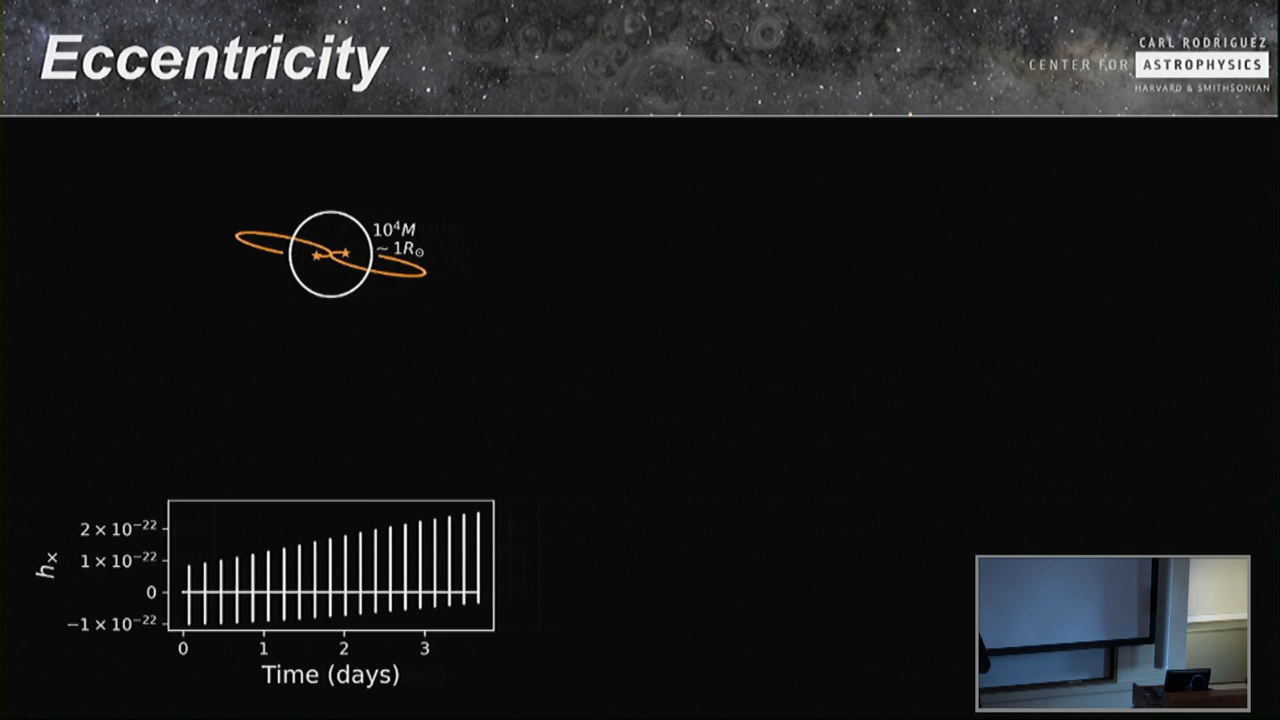 Eccentricity
CARL RODRIGUEZ
CENTER FOR ASTROPHYSICS
HARVARD & SMITHSONIAN
10⁴M
~ 1R⊙
2 × 10⁻²²
1 × 10⁻²²
0
−1 × 10⁻²²
h×
0 1 2 3
Time (days)